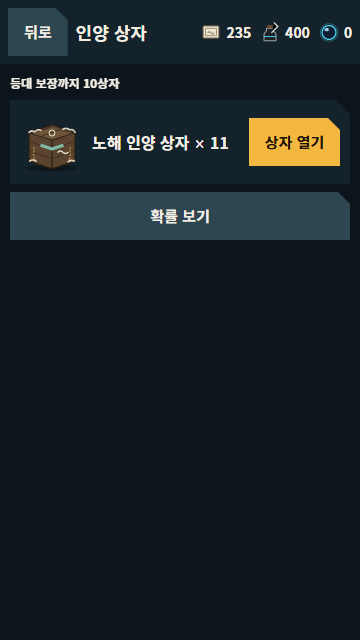 뒤로 인양 상자 235 400 0
등대 보장까지 10상자
노해 인양 상자 × 11 상자 열기
확률 보기